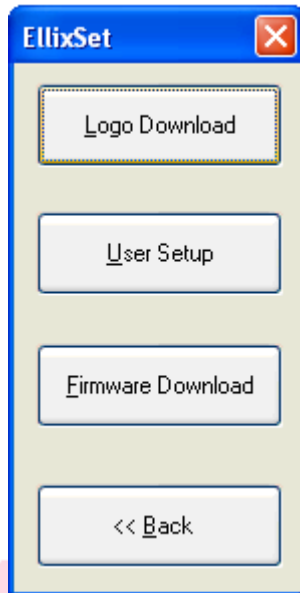 EllixSet
Logo Download
User Setup
Firmware Download
<< Back